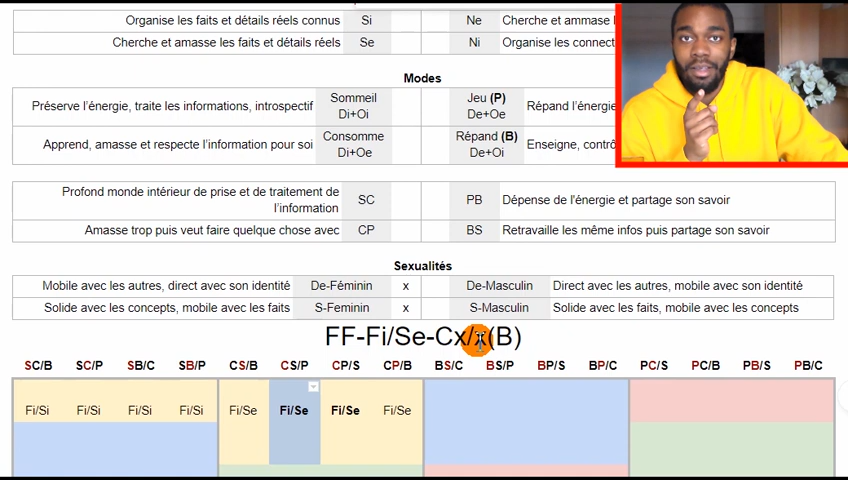 Organise les faits et détails réels connus Si Ne Cherche et ammase
Cherche et amasse les faits et détails réels Se Ni Organise les connect
Modes
Préserve l'énergie, traite les informations, introspectif Sommeil Di+Oi Jeu (P) De+Oe Répand l'énergie
Apprend, amasse et respecte l'information pour soi Consomme Di+Oe Répand (B) De+Oi Enseigne, contrô
Profond monde intérieur de prise et de traitement de l'information SC PB Dépense de l'énergie et partage son savoir
Amasse trop puis veut faire quelque chose avec CP BS Retravaille les même infos puis partage son savoir
Sexualités
Mobile avec les autres, direct avec son identité De-Féminin x De-Masculin Direct avec les autres, mobile avec son identité
Solide avec les concepts, mobile avec les faits S-Feminin x S-Masculin Solide avec les faits, mobile avec les concepts
FF-Fi/Se-Cx/x(B)
SC/B SC/P SB/C SB/P CS/B CS/P CP/S CP/B BS/C BS/P BP/S BP/C PC/S PC/B PB/S PB/C
Fi/Si Fi/Si Fi/Si Fi/Si Fi/Se Fi/Se Fi/Se Fi/Se